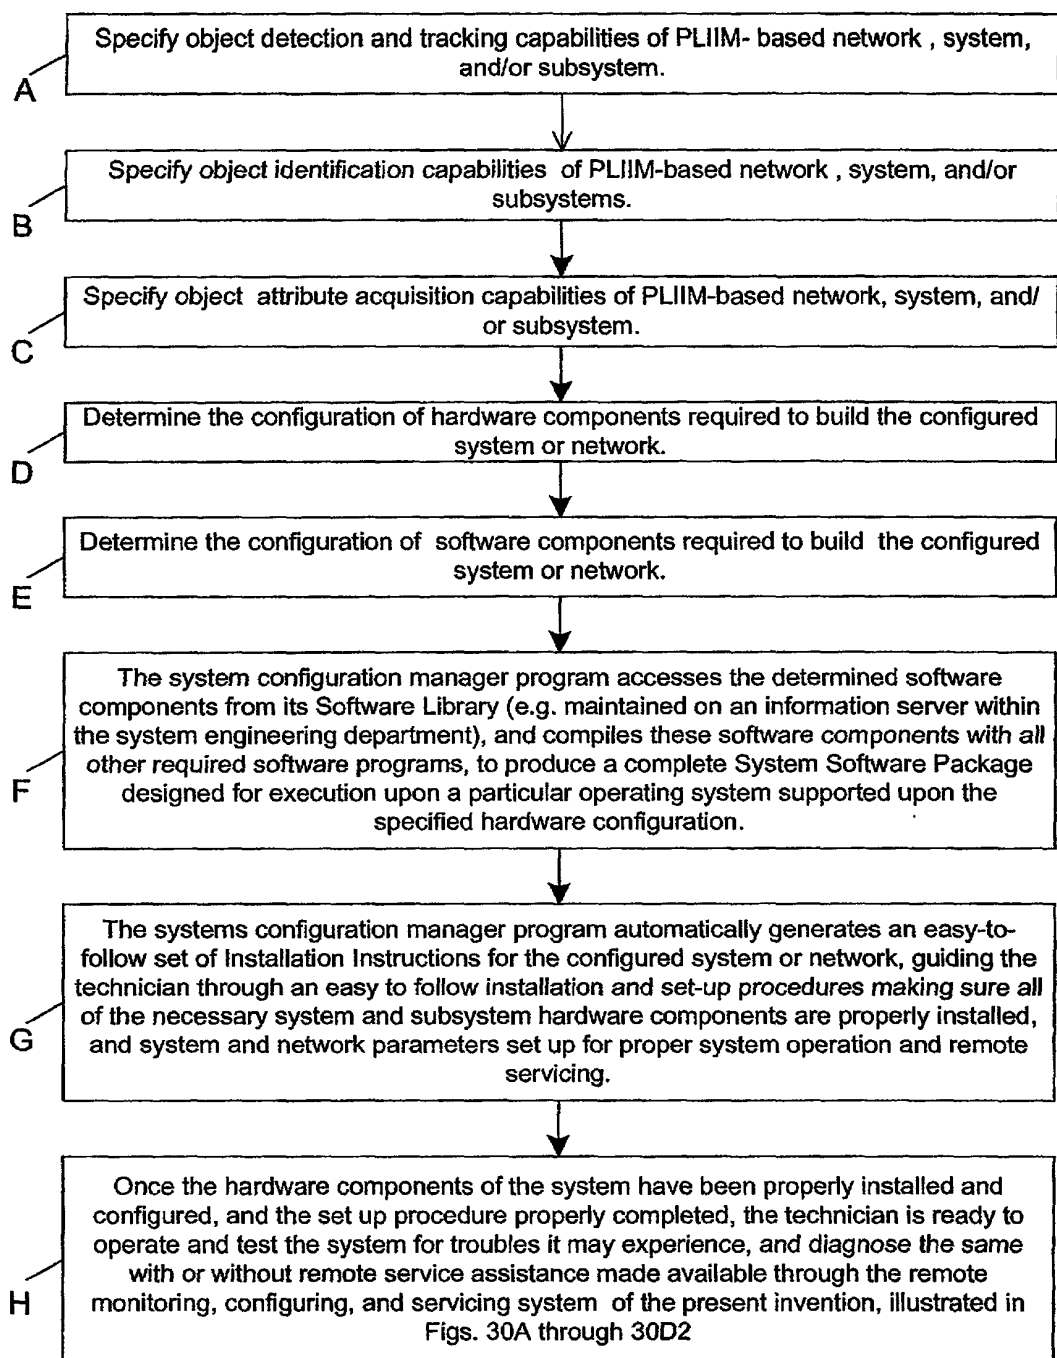 Specify object detection and tracking capabilities of PLIIM- based network , system,
and/or subsystem.
A
Specify object identification capabilities of PLIIM-based network , system, and/or
subsystems.
B
Specify object attribute acquisition capabilities of PLIIM-based network, system, and/
or subsystem.
C
Determine the configuration of hardware components required to build the configured
system or network.
D
Determine the configuration of software components required to build the configured
system or network.
E
The system configuration manager program accesses the determined software
components from its Software Library (e.g. maintained on an information server within
the system engineering department), and compiles these software components with all
other required software programs, to produce a complete System Software Package
designed for execution upon a particular operating system supported upon the
specified hardware configuration.
F
The systems configuration manager program automatically generates an easy-to-
follow set of Installation Instructions for the configured system or network, guiding the
technician through an easy to follow installation and set-up procedures making sure all
of the necessary system and subsystem hardware components are properly installed,
and system and network parameters set up for proper system operation and remote
servicing.
G
Once the hardware components of the system have been properly installed and
configured, and the set up procedure properly completed, the technician is ready to
operate and test the system for troubles it may experience, and diagnose the same
with or without remote service assistance made available through the remote
monitoring, configuring, and servicing system of the present invention, illustrated in
Figs. 30A through 30D2
H